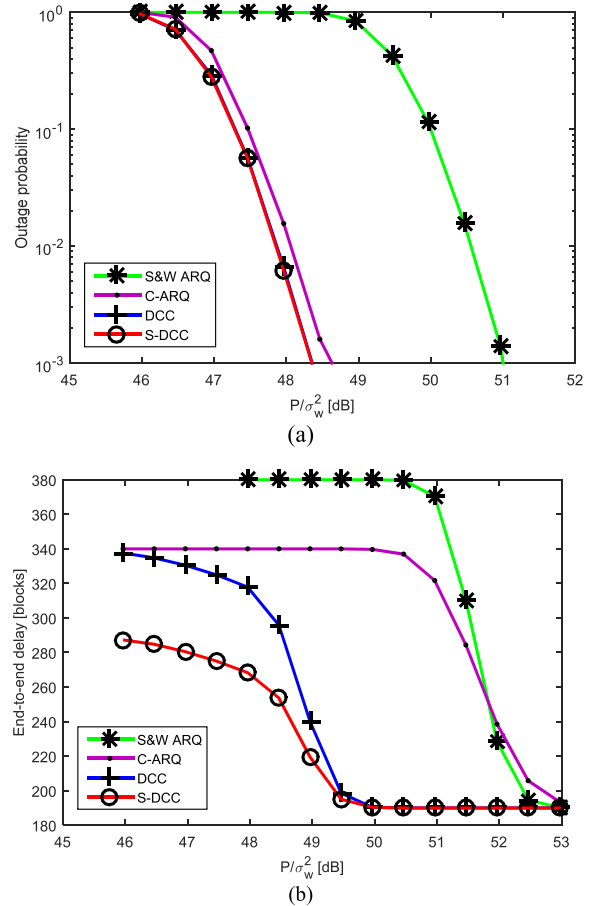 Outage probability
10^0
10^-1
10^-2
10^-3
S&W ARQ
C-ARQ
DCC
S-DCC
45 46 47 48 49 50 51 52
P/σ_w^2 [dB]
(a)
End-to-end delay [blocks]
380
360
340
320
300
280
260
240
220
200
180
S&W ARQ
C-ARQ
DCC
S-DCC
45 46 47 48 49 50 51 52 53
P/σ_w^2 [dB]
(b)